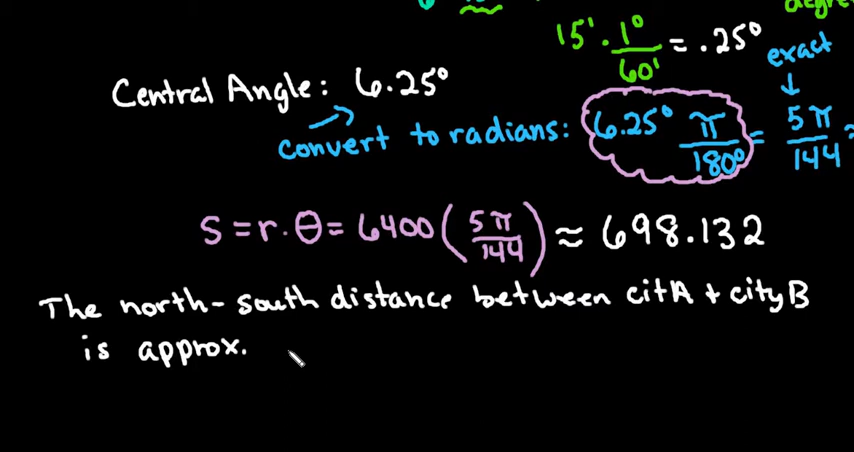 degre
15' · 1° / 60' = .25°
exact
Central Angle: 6.25°
convert to radians: 6.25° π / 180° = 5π / 144 =
S = r · θ = 6400 ( 5π / 144 ) ≈ 698.132
The north-south distance between citA + city B
is approx.